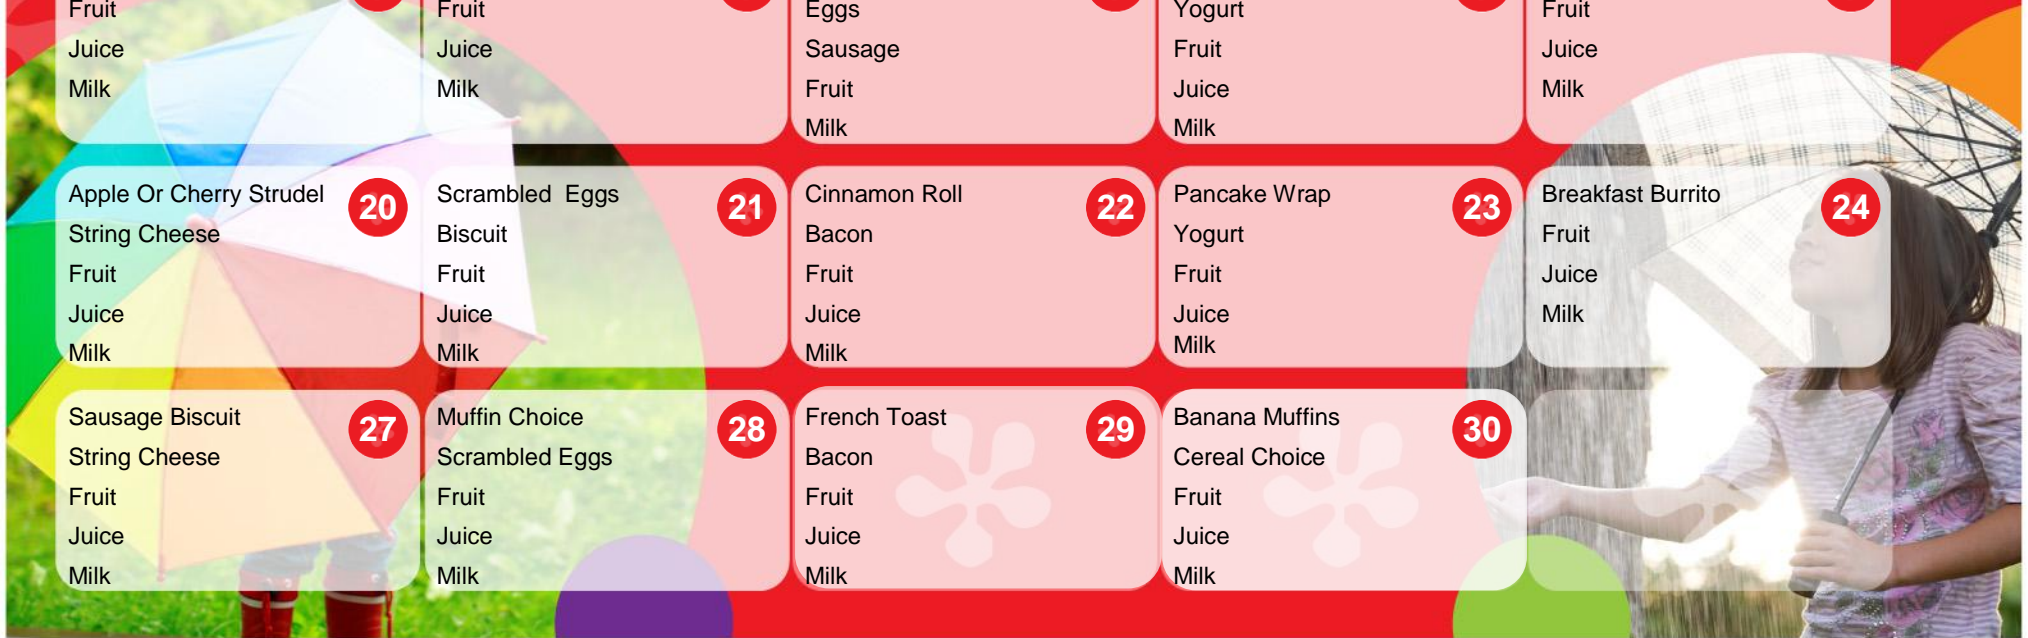 Fruit
Juice
Milk
Fruit
Juice
Milk
Eggs
Sausage
Fruit
Milk
Yogurt
Fruit
Juice
Milk
Fruit
Juice
Milk
Apple Or Cherry Strudel
20
String Cheese
Fruit
Juice
Milk
Scrambled Eggs
21
Biscuit
Fruit
Juice
Milk
Cinnamon Roll
22
Bacon
Fruit
Juice
Milk
Pancake Wrap
23
Yogurt
Fruit
Juice
Milk
Breakfast Burrito
24
Fruit
Juice
Milk
Sausage Biscuit
27
String Cheese
Fruit
Juice
Milk
Muffin Choice
28
Scrambled Eggs
Fruit
Juice
Milk
French Toast
29
Bacon
Fruit
Juice
Milk
Banana Muffins
30
Cereal Choice
Fruit
Juice
Milk